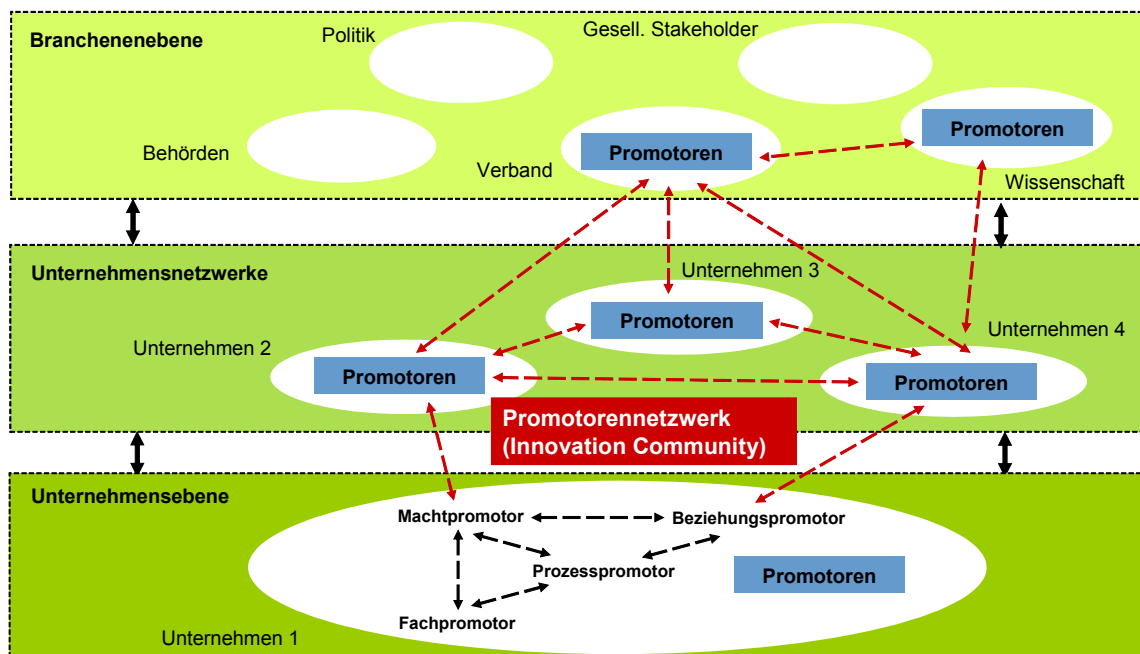 Branchenenebene
Politik
Gesell. Stakeholder
Behörden
Verband
Promotoren
Promotoren
Wissenschaft
Unternehmensnetzwerke
Unternehmen 3
Promotoren
Unternehmen 2
Promotoren
Unternehmen 4
Promotoren
Promotorennetzwerk
(Innovation Community)
Unternehmensebene
Machtpromotor
Beziehungspromotor
Prozesspromotor
Promotoren
Fachpromotor
Unternehmen 1